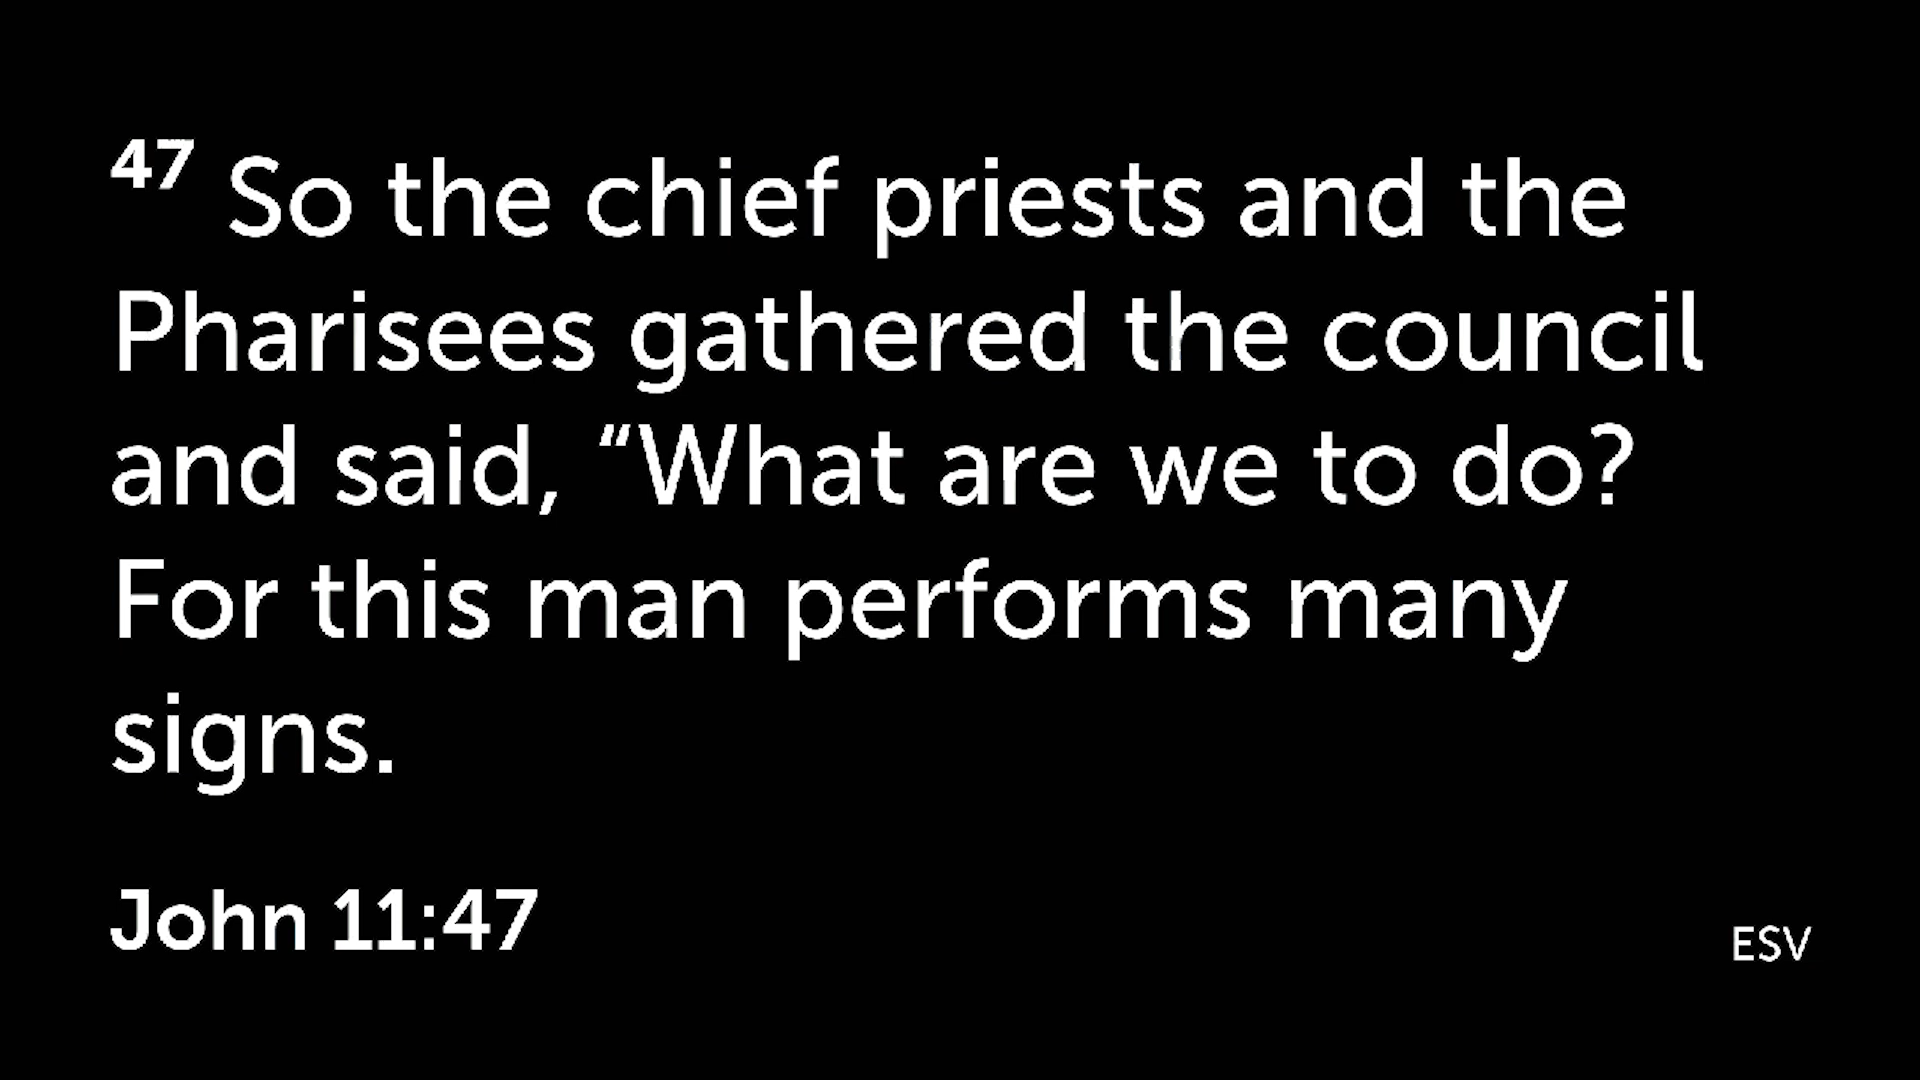 47 So the chief priests and the
Pharisees gathered the council
and said, “What are we to do?
For this man performs many
signs.
John 11:47
ESV